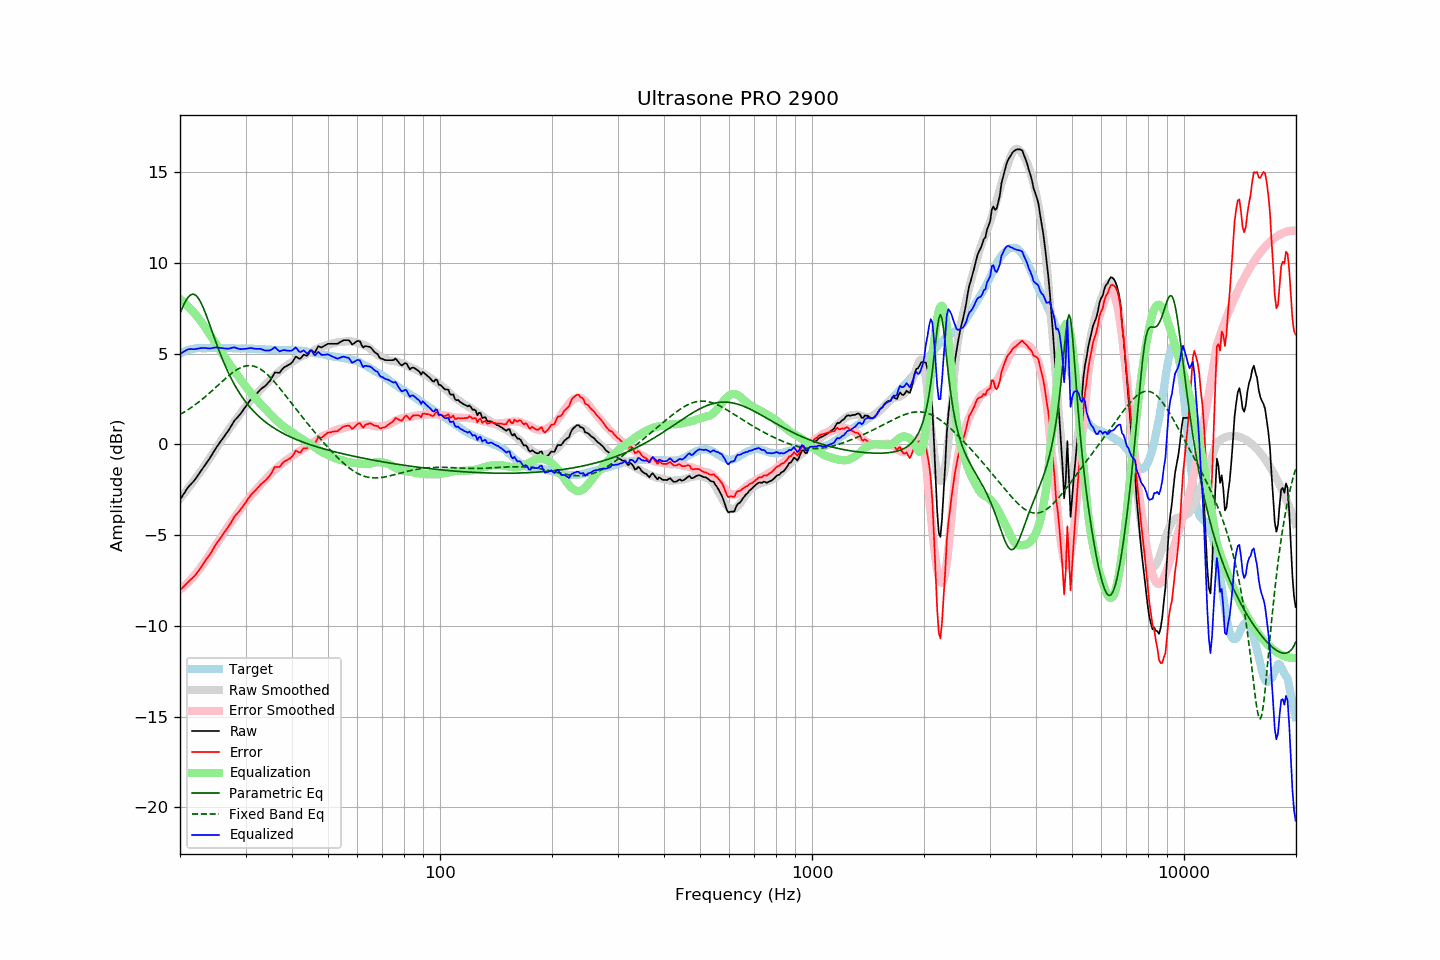 Ultrasone PRO 2900
Amplitude (dBr)
15
10
5
0
−5
−10
−15
−20
Target
Raw Smoothed
Error Smoothed
Raw
Error
Equalization
Parametric Eq
Fixed Band Eq
Equalized
100
1000
10000
Frequency (Hz)